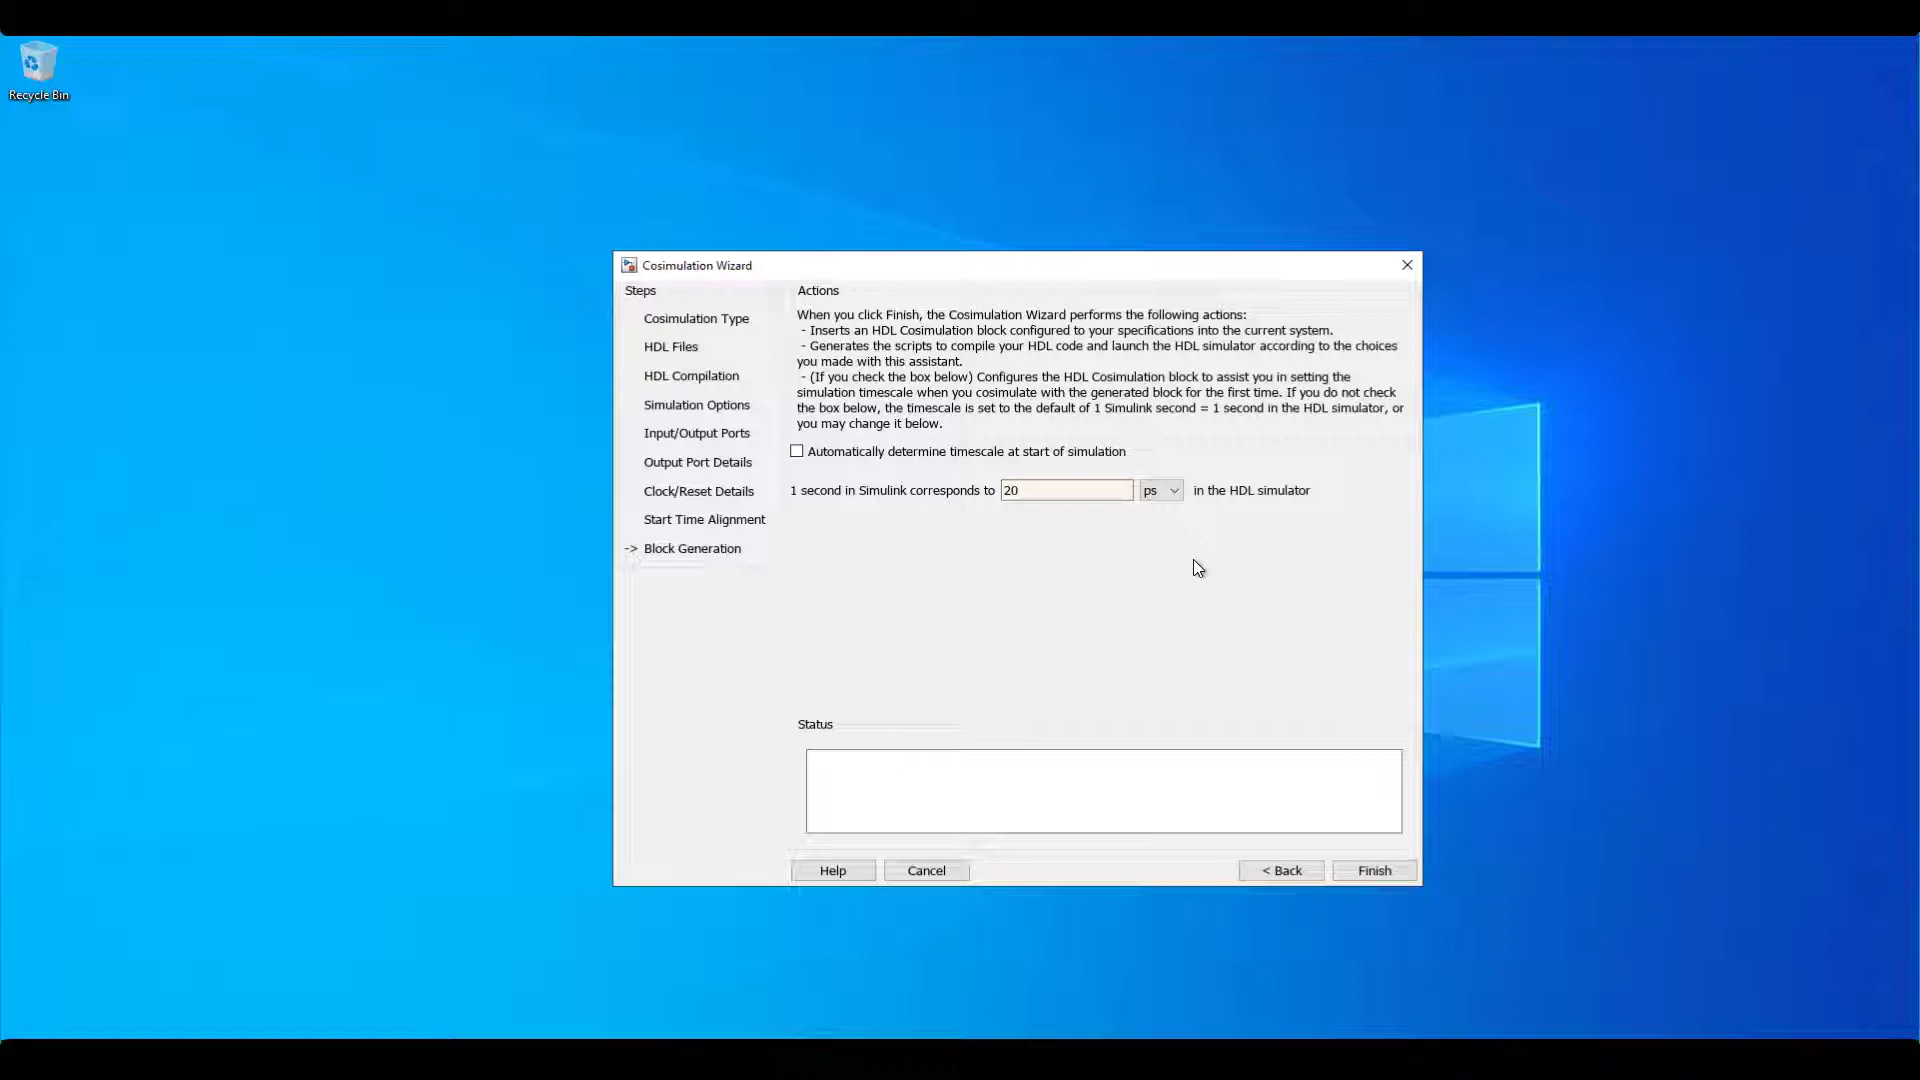 Recycle Bin
Cosimulation Wizard
Steps
Cosimulation Type
HDL Files
HDL Compilation
Simulation Options
Input/Output Ports
Output Port Details
Clock/Reset Details
Start Time Alignment
-> Block Generation
Actions
When you click Finish, the Cosimulation Wizard performs the following actions:
- Inserts an HDL Cosimulation block configured to your specifications into the current system.
- Generates the scripts to compile your HDL code and launch the HDL simulator according to the choices
you made with this assistant.
- (If you check the box below) Configures the HDL Cosimulation block to assist you in setting the
simulation timescale when you cosimulate with the generated block for the first time. If you do not check
the box below, the timescale is set to the default of 1 Simulink second = 1 second in the HDL simulator, or
you may change it below.
Automatically determine timescale at start of simulation
1 second in Simulink corresponds to 20 ps in the HDL simulator
Status
Help Cancel < Back Finish